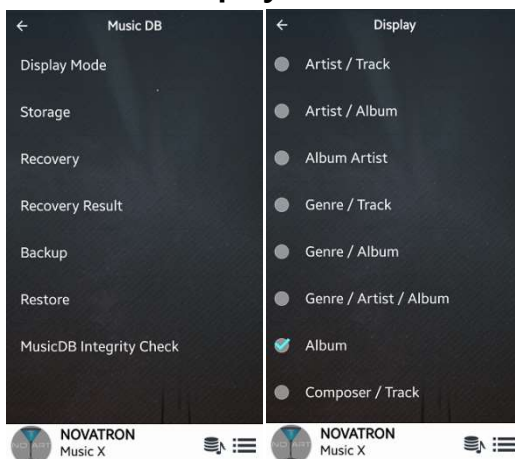 Music DB
Display Mode
Storage
Recovery
Recovery Result
Backup
Restore
MusicDB Integrity Check
NOVATRON
Music X
Display
Artist / Track
Artist / Album
Album Artist
Genre / Track
Genre / Album
Genre / Artist / Album
Album
Composer / Track
NOVATRON
Music X